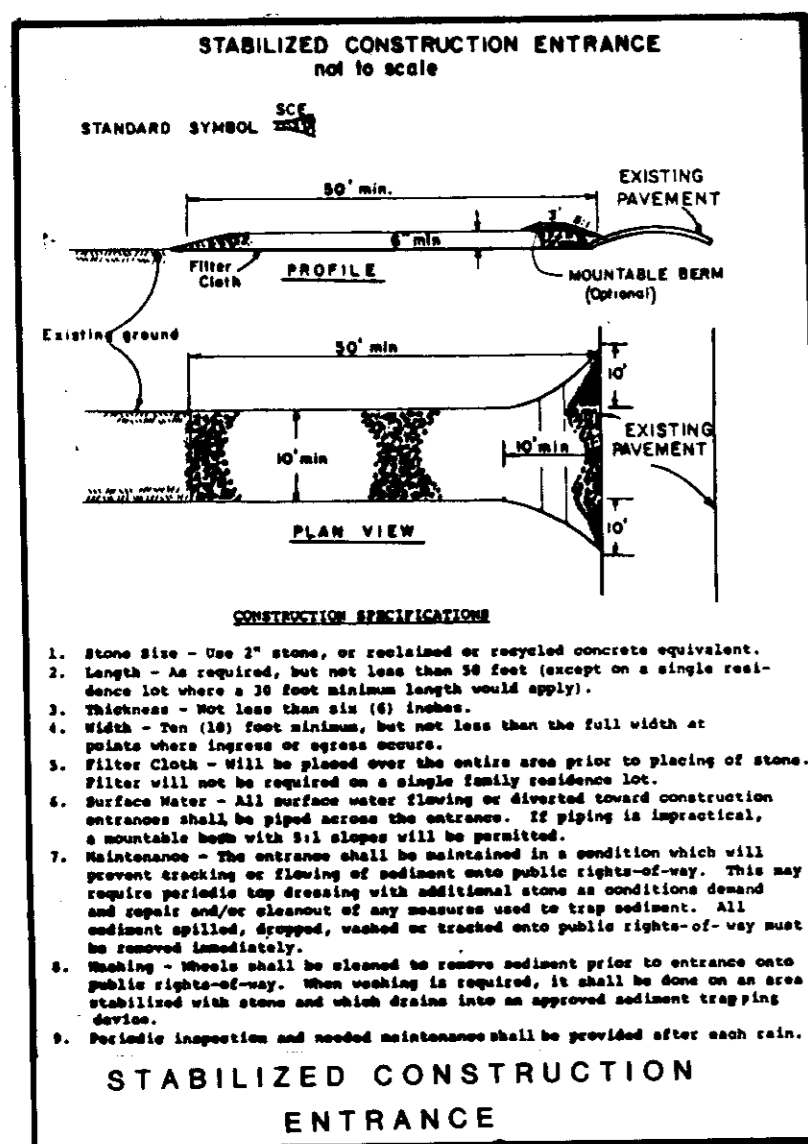 STABILIZED CONSTRUCTION ENTRANCE
not to scale
SCE
STANDARD SYMBOL
50' min.
EXISTING
PAVEMENT
3'
5:1
6" min
Filter
Cloth
PROFILE
MOUNTABLE BERM
(Optional)
Existing ground
50' min
10'
EXISTING
PAVEMENT
10' min
10' min
10'
PLAN VIEW
CONSTRUCTION SPECIFICATIONS
1. Stone Size - Use 2" stone, or reclaimed or recycled concrete equivalent.
2. Length - As required, but not less than 50 feet (except on a single resi-
dence lot where a 30 foot minimum length would apply).
3. Thickness - Not less than six (6) inches.
4. Width - Ten (10) foot minimum, but not less than the full width at
points where ingress or egress occurs.
5. Filter Cloth - Will be placed over the entire area prior to placing of stone.
Filter will not be required on a single family residence lot.
6. Surface Water - All surface water flowing or diverted toward construction
entrances shall be piped across the entrance. If piping is impractical,
a mountable berm with 5:1 slopes will be permitted.
7. Maintenance - The entrance shall be maintained in a condition which will
prevent tracking or flowing of sediment onto public rights-of-way. This may
require periodic top dressing with additional stone as conditions demand
and repair and/or cleanout of any measures used to trap sediment. All
sediment spilled, dropped, washed or tracked onto public rights-of-way must
be removed immediately.
8. Washing - Wheels shall be cleaned to remove sediment prior to entrance onto
public rights-of-way. When washing is required, it shall be done on an area
stabilized with stone and which drains into an approved sediment trapping
device.
9. Periodic inspection and needed maintenance shall be provided after each rain.
STABILIZED CONSTRUCTION
ENTRANCE